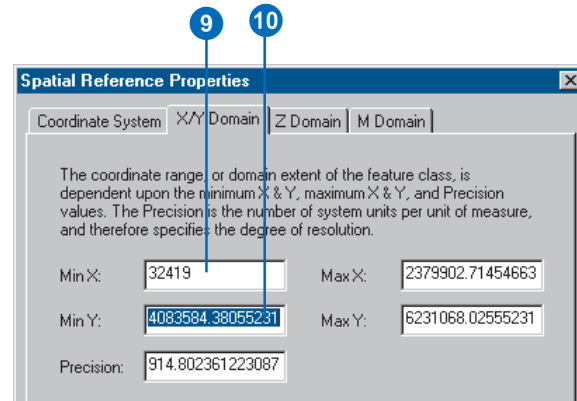 9 10
Spatial Reference Properties
Coordinate System X/Y Domain Z Domain M Domain
The coordinate range, or domain extent of the feature class, is
dependent upon the minimum X & Y, maximum X & Y, and Precision
values. The Precision is the number of system units per unit of measure,
and therefore specifies the degree of resolution.
Min X: 32419 Max X: 2379902.71454663
Min Y: 4083584.38055231 Max Y: 6231068.02555231
Precision: 914.802361223087